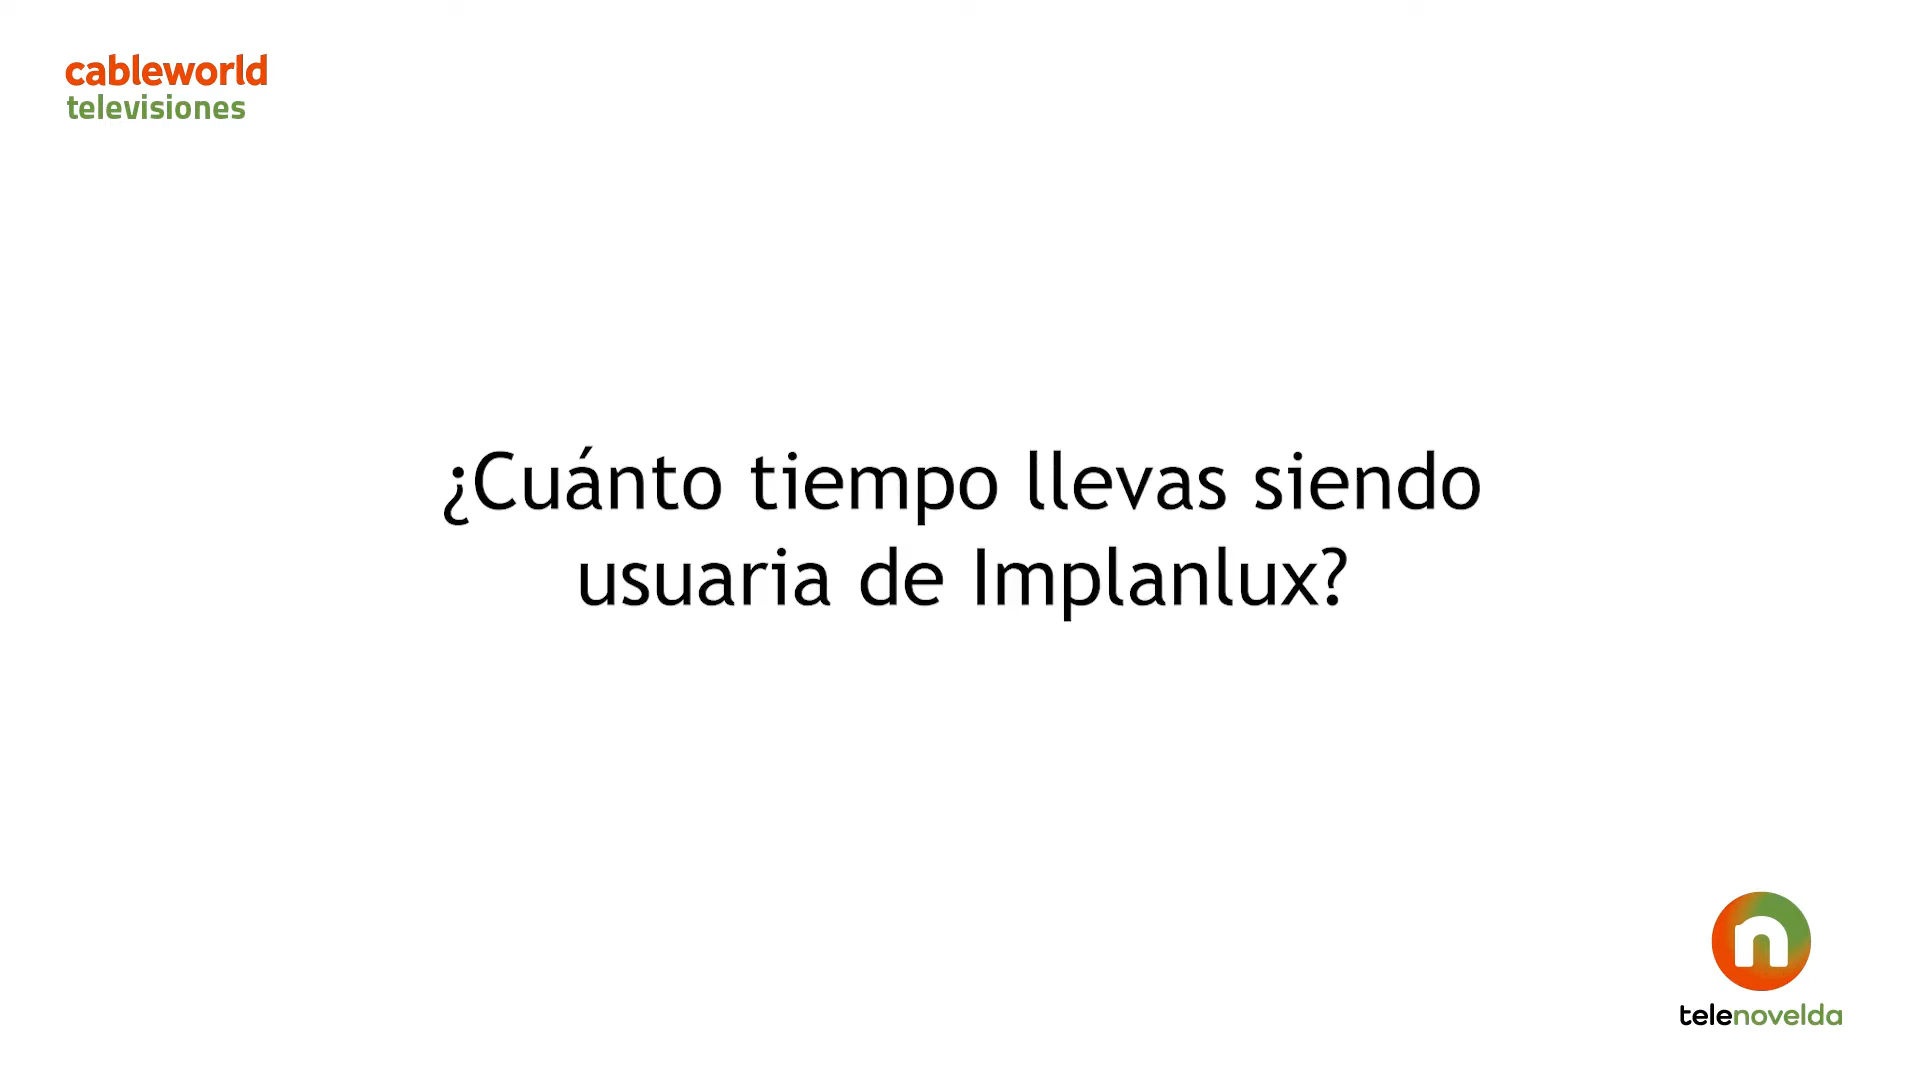 cableworld
televisiones
¿Cuánto tiempo llevas siendo
usuaria de Implanlux?
n
telenovelda